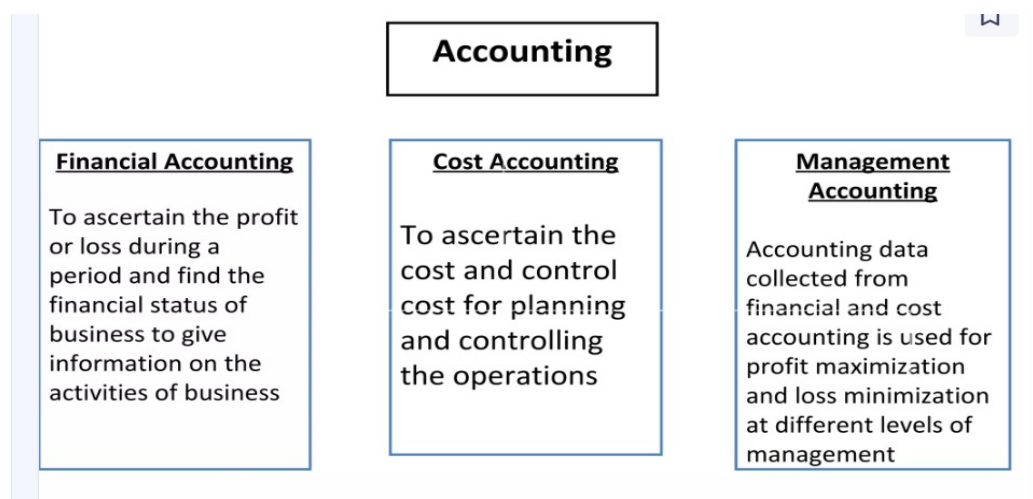 Accounting
Financial Accounting
To ascertain the profit
or loss during a
period and find the
financial status of
business to give
information on the
activities of business
Cost Accounting
To ascertain the
cost and control
cost for planning
and controlling
the operations
Management
Accounting
Accounting data
collected from
financial and cost
accounting is used for
profit maximization
and loss minimization
at different levels of
management